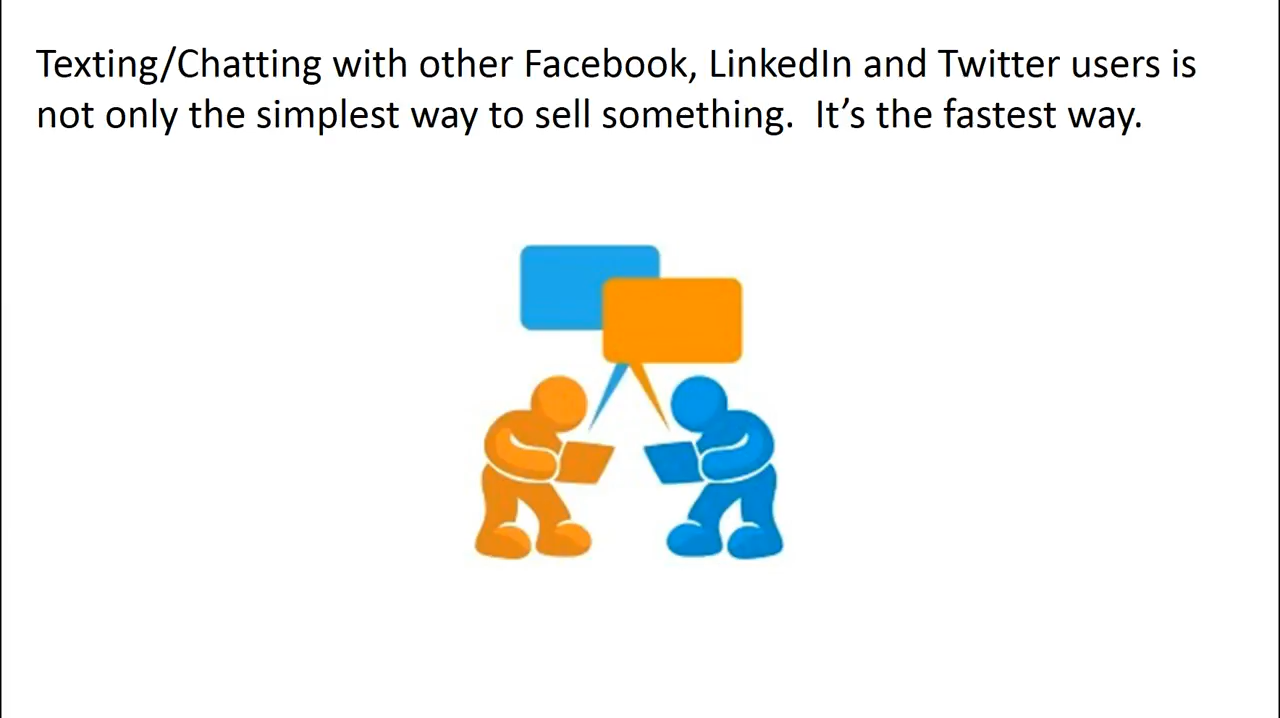 Texting/Chatting with other Facebook, LinkedIn and Twitter users is
not only the simplest way to sell something.  It’s the fastest way.